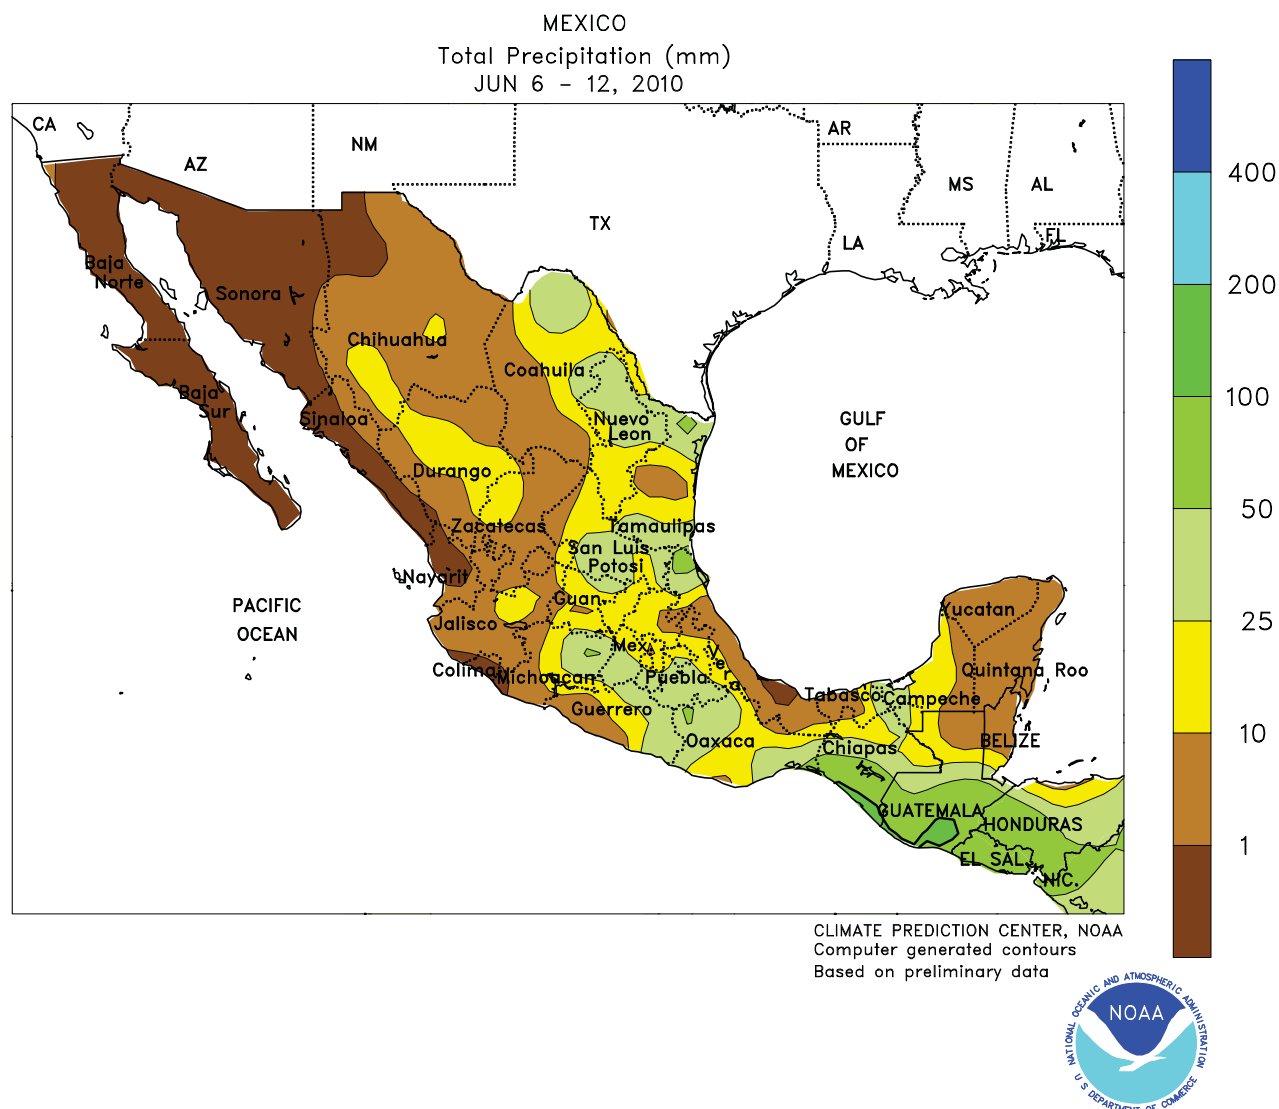 MEXICO
Total Precipitation (mm)
JUN 6 - 12, 2010
CA
AZ
NM
TX
AR
LA
MS
AL
FL
Baja
Norte
Sonora
Chihuahua
Coahuila
Baja
Sur
Sinaloa
Nuevo
Leon
Durango
Zacatecas
Tamaulipas
San Luis
Potosi
Nayarit
Guan.
Jalisco
Mex.
Vera.
Colima
Michoacan
Puebla
Guerrero
Oaxaca
Tabasco
Campeche
Chiapas
Yucatan
Quintana Roo
BELIZE
GUATEMALA
HONDURAS
EL SAL.
NIC.
GULF
OF
MEXICO
PACIFIC
OCEAN
400
200
100
50
25
10
1
CLIMATE PREDICTION CENTER, NOAA
Computer generated contours
Based on preliminary data
NATIONAL OCEANIC AND ATMOSPHERIC ADMINISTRATION
NOAA
U S DEPARTMENT OF COMMERCE